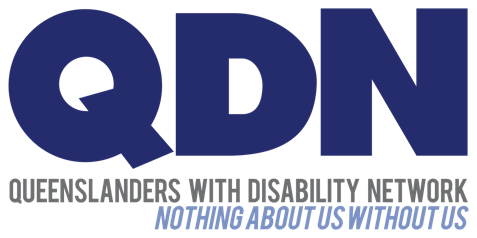 QDN
QUEENSLANDERS WITH DISABILITY NETWORK
NOTHING ABOUT US WITHOUT US